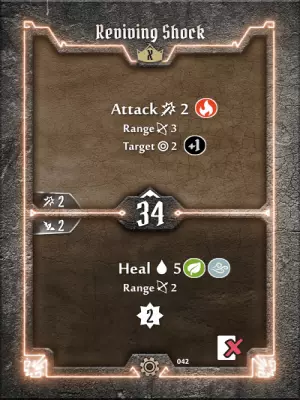 Reviving Shock
X
Attack 2
Range 3
Target 2 +1
2
34
2
Heal 5
Range 2
2
042